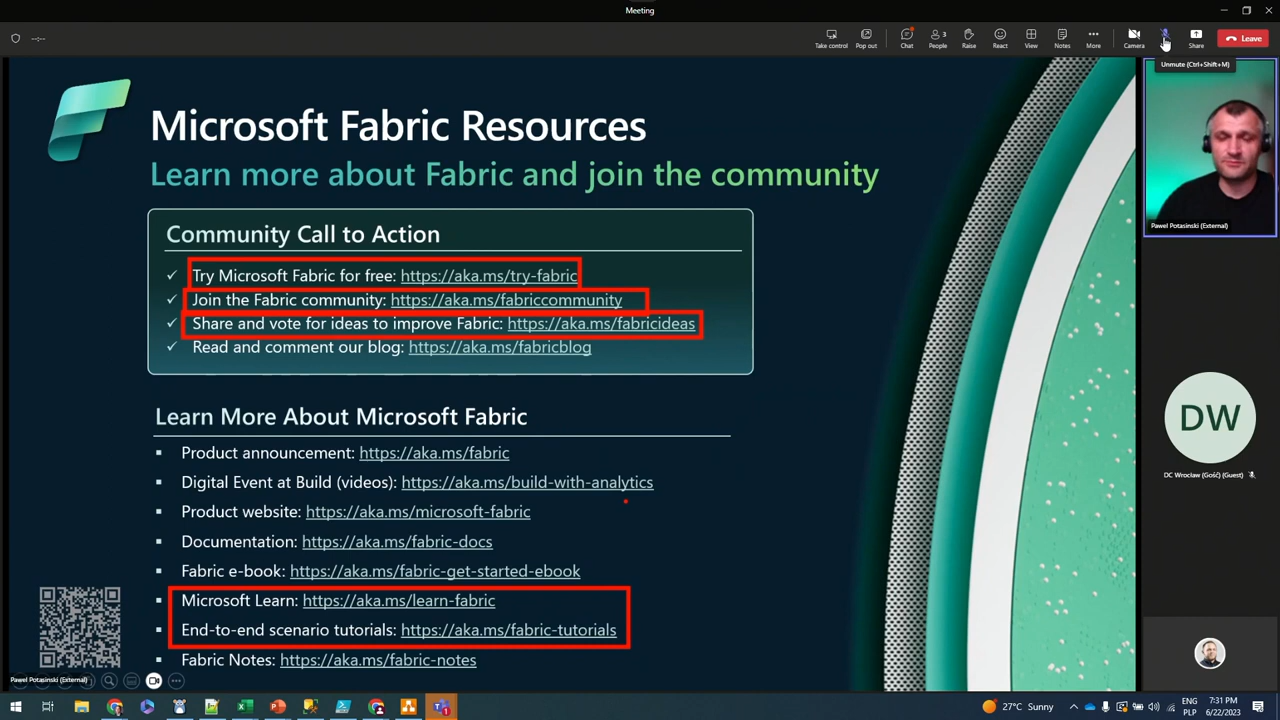 Meeting
-:--
Take control
Pop out
Chat
3
People
Raise
React
View
Notes
More
Camera
Share
Leave
Unmute (Ctrl+Shift+M)
Microsoft Fabric Resources
Learn more about Fabric and join the community
Community Call to Action
✓ Try Microsoft Fabric for free: https://aka.ms/try-fabric
✓ Join the Fabric community: https://aka.ms/fabriccommunity
✓ Share and vote for ideas to improve Fabric: https://aka.ms/fabricideas
✓ Read and comment our blog: https://aka.ms/fabricblog
Learn More About Microsoft Fabric
▪ Product announcement: https://aka.ms/fabric
▪ Digital Event at Build (videos): https://aka.ms/build-with-analytics
▪ Product website: https://aka.ms/microsoft-fabric
▪ Documentation: https://aka.ms/fabric-docs
▪ Fabric e-book: https://aka.ms/fabric-get-started-ebook
▪ Microsoft Learn: https://aka.ms/learn-fabric
▪ End-to-end scenario tutorials: https://aka.ms/fabric-tutorials
▪ Fabric Notes: https://aka.ms/fabric-notes
Pawel Potasinski (External)
Pawel Potasinski (External)
DW
DC Wrocław (Gość) (Guest)
27°C Sunny
ENG
PLP
7:31 PM
6/22/2023